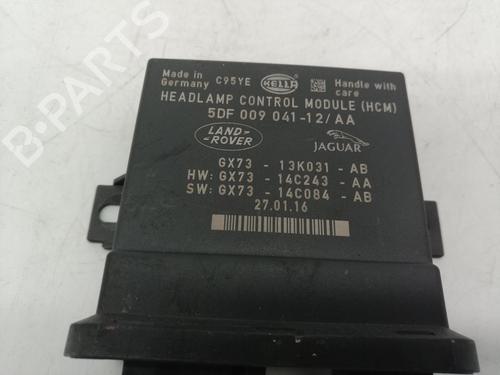 Made in Germany
C95YE
HELLA
Handle with care
HEADLAMP CONTROL MODULE (HCM)
5DF 009 041-12/AA
LAND-ROVER
JAGUAR
GX73 - 13K031 - AB
HW: GX73 - 14C243 - AA
SW: GX73 - 14C084 - AB
27.01.16
B-PARTS